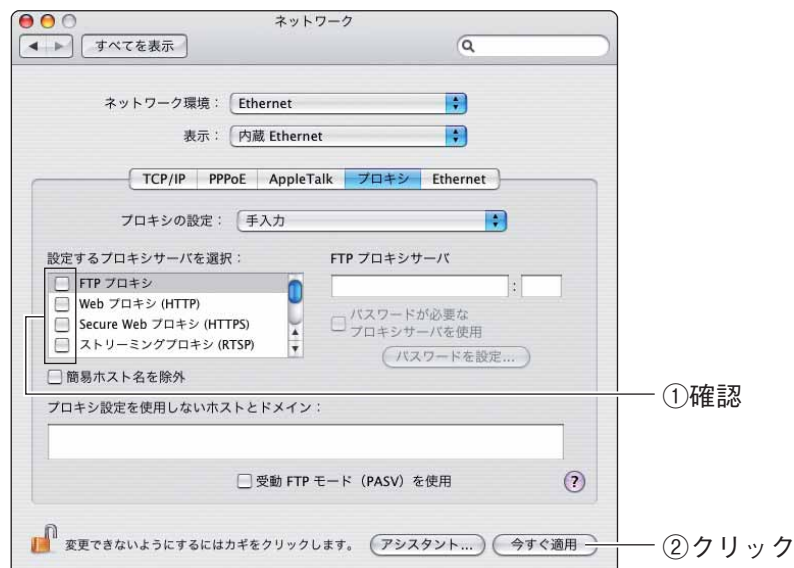 ネットワーク
すべてを表示
ネットワーク環境： Ethernet
表示： 内蔵 Ethernet
TCP/IP PPPoE AppleTalk プロキシ Ethernet
プロキシの設定： 手入力
設定するプロキシサーバを選択：
FTP プロキシ
Web プロキシ (HTTP)
Secure Web プロキシ (HTTPS)
ストリーミングプロキシ (RTSP)
FTP プロキシサーバ
:
パスワードが必要な
プロキシサーバを使用
パスワードを設定...
簡易ホスト名を除外
①確認
プロキシ設定を使用しないホストとドメイン：
受動 FTP モード（PASV）を使用
?
変更できないようにするにはカギをクリックします。 アシスタント... 今すぐ適用
②クリック